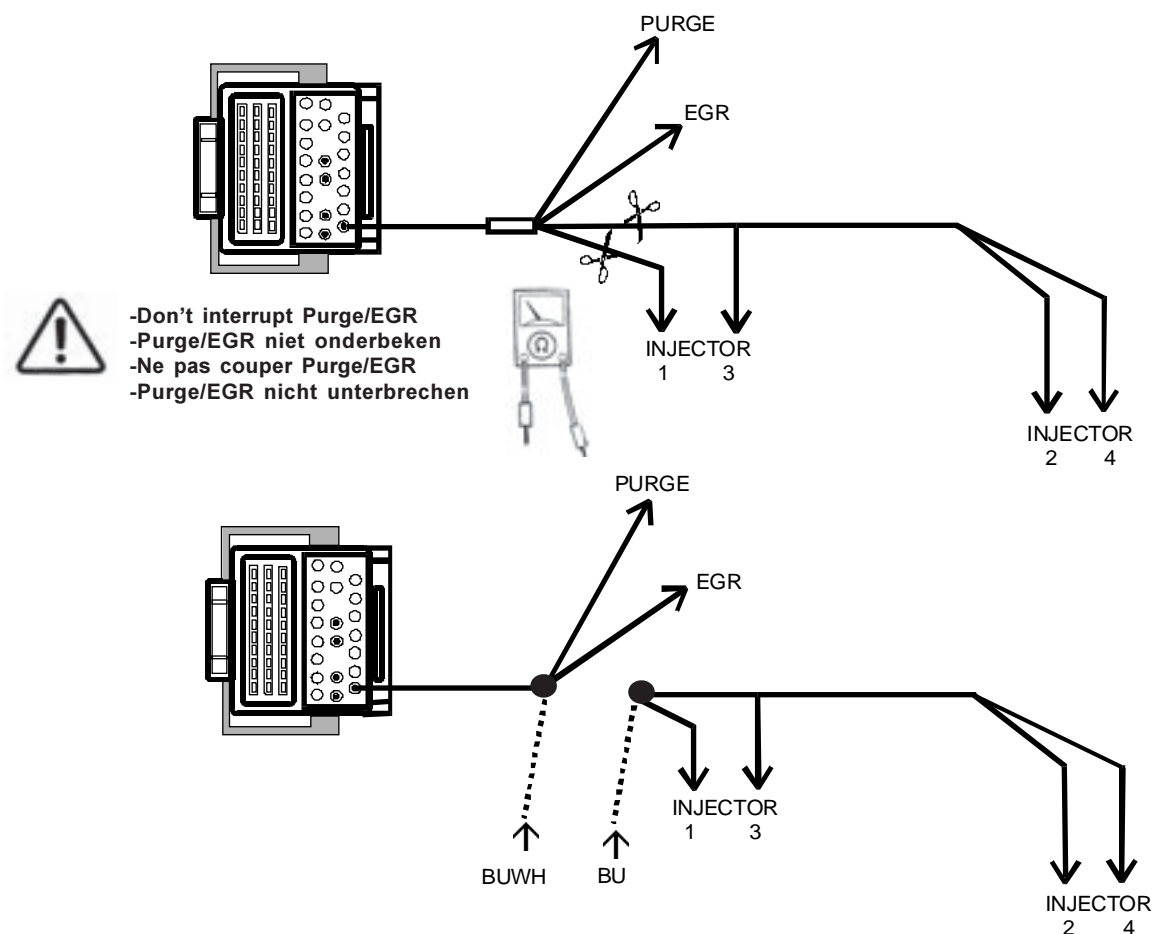 PURGE
EGR
-Don't interrupt Purge/EGR
-Purge/EGR niet onderbeken
-Ne pas couper Purge/EGR
-Purge/EGR nicht unterbrechen
Ω
INJECTOR
1 3
INJECTOR
2 4
PURGE
EGR
INJECTOR
1 3
BUWH BU
INJECTOR
2 4